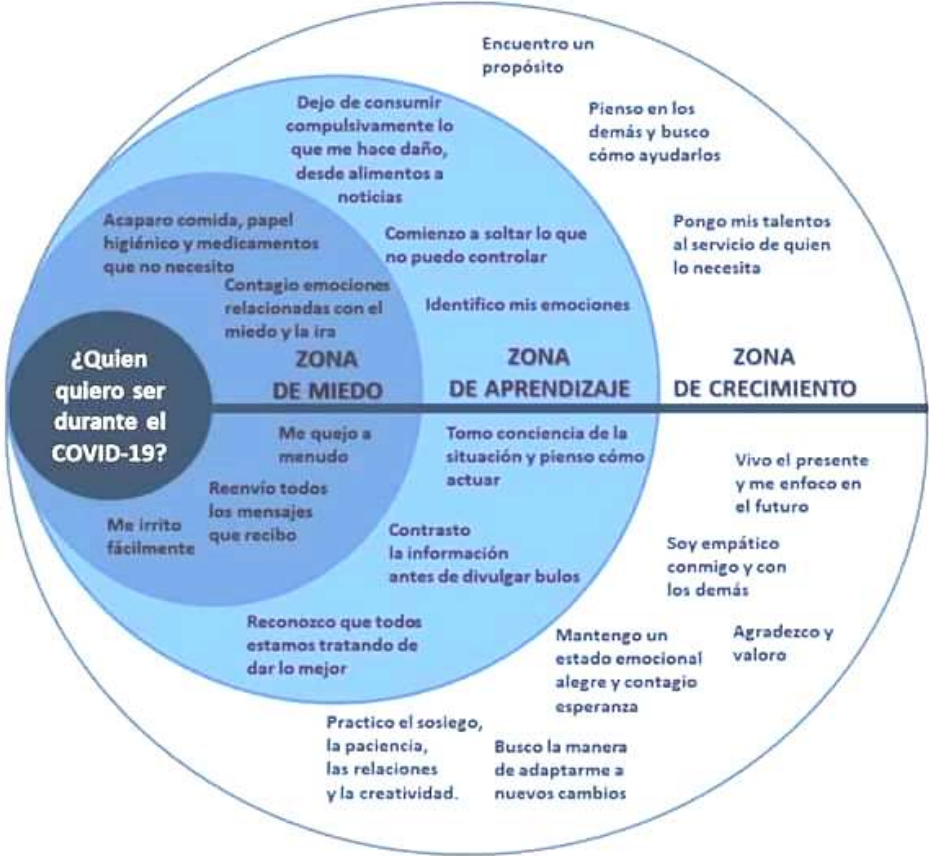 Encuentro un
propósito
Pienso en los
demás y busco
cómo ayudarlos
Pongo mis talentos
al servicio de quien
lo necesita
Dejo de consumir
compulsivamente lo
que me hace daño,
desde alimentos a
noticias
Comienzo a soltar lo que
no puedo controlar
Identifico mis emociones
Acaparo comida, papel
higiénico y medicamentos
que no necesito
Contagio emociones
relacionadas con el
miedo y la ira
¿Quien
quiero ser
durante el
COVID-19?
ZONA
DE MIEDO
ZONA
DE APRENDIZAJE
ZONA
DE CRECIMIENTO
Me quejo a
menudo
Reenvío todos
los mensajes
que recibo
Me irrito
fácilmente
Tomo conciencia de la
situación y pienso cómo
actuar
Contrasto
la información
antes de divulgar bulos
Reconozco que todos
estamos tratando de
dar lo mejor
Vivo el presente
y me enfoco en
el futuro
Soy empático
conmigo y con
los demás
Agradezco y
valoro
Mantengo un
estado emocional
alegre y contagio
esperanza
Practico el sosiego,
la paciencia,
las relaciones
y la creatividad.
Busco la manera
de adaptarme a
nuevos cambios